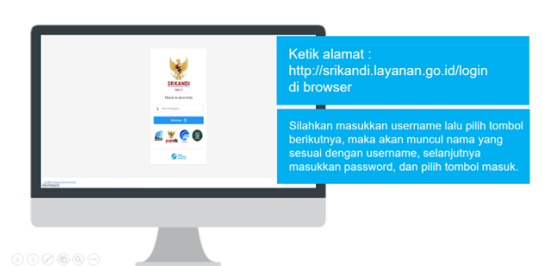 SRIKANDI
Ketik alamat :
http://srikandi.layanan.go.id/login
di browser
Silahkan masukkan username lalu pilih tombol
berikutnya, maka akan muncul nama yang
sesuai dengan username, selanjutnya
masukkan password, dan pilih tombol masuk.